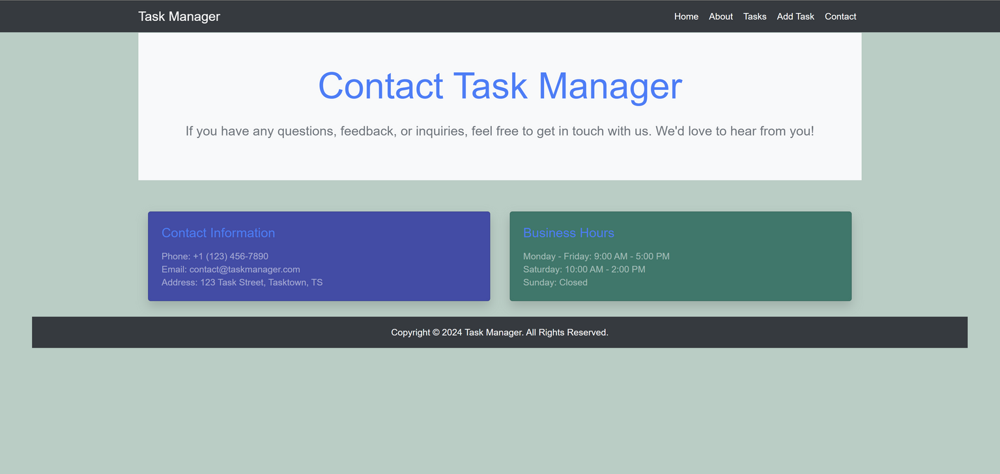 Task Manager
Home About Tasks Add Task Contact
Contact Task Manager
If you have any questions, feedback, or inquiries, feel free to get in touch with us. We'd love to hear from you!
Contact Information
Phone: +1 (123) 456-7890
Email: contact@taskmanager.com
Address: 123 Task Street, Tasktown, TS
Business Hours
Monday - Friday: 9:00 AM - 5:00 PM
Saturday: 10:00 AM - 2:00 PM
Sunday: Closed
Copyright © 2024 Task Manager. All Rights Reserved.